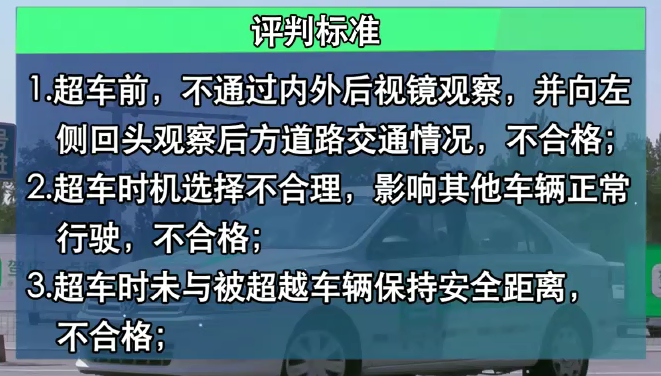 评判标准
1.超车前，不通过内外后视镜观察，并向左
侧回头观察后方道路交通情况，不合格；
2.超车时机选择不合理，影响其他车辆正常
行驶，不合格；
3.超车时未与被超越车辆保持安全距离，
不合格；